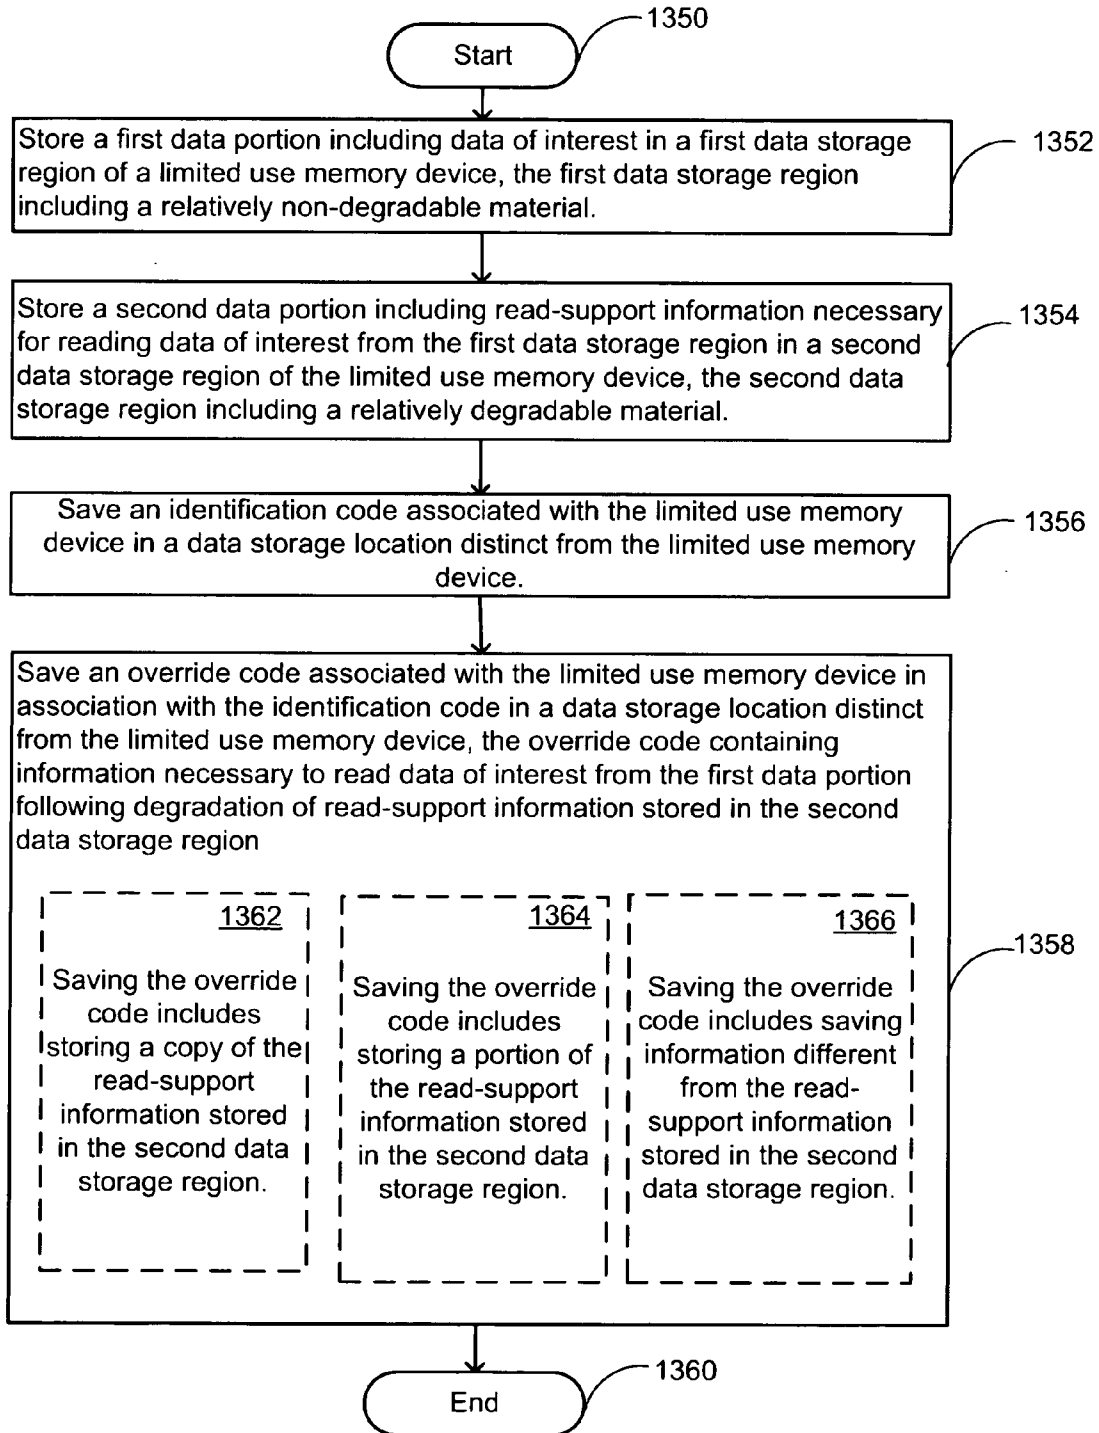 1350
Start
Store a first data portion including data of interest in a first data storage
region of a limited use memory device, the first data storage region
including a relatively non-degradable material.
1352
Store a second data portion including read-support information necessary
for reading data of interest from the first data storage region in a second
data storage region of the limited use memory device, the second data
storage region including a relatively degradable material.
1354
Save an identification code associated with the limited use memory
device in a data storage location distinct from the limited use memory
device.
1356
Save an override code associated with the limited use memory device in
association with the identification code in a data storage location distinct
from the limited use memory device, the override code containing
information necessary to read data of interest from the first data portion
following degradation of read-support information stored in the second
data storage region
1358
1362
Saving the override
code includes
storing a copy of the
read-support
information stored
in the second data
storage region.
1364
Saving the override
code includes
storing a portion of
the read-support
information stored
in the second data
storage region.
1366
Saving the override
code includes saving
information different
from the read-
support information
stored in the second
data storage region.
1360
End